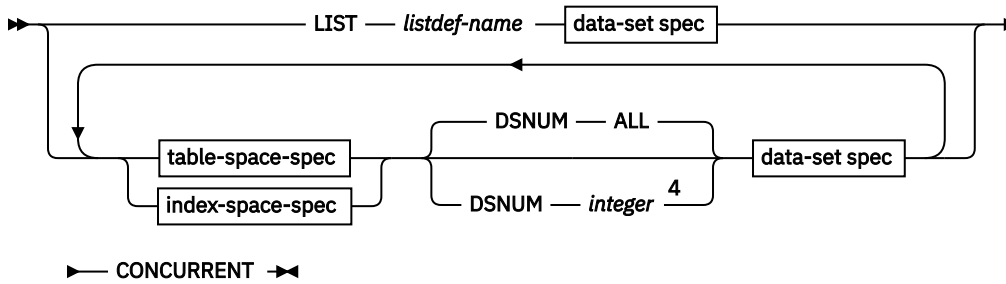 LIST listdef-name data-set spec
DSNUM ALL
table-space-spec data-set spec
index-space-spec DSNUM integer 4
CONCURRENT